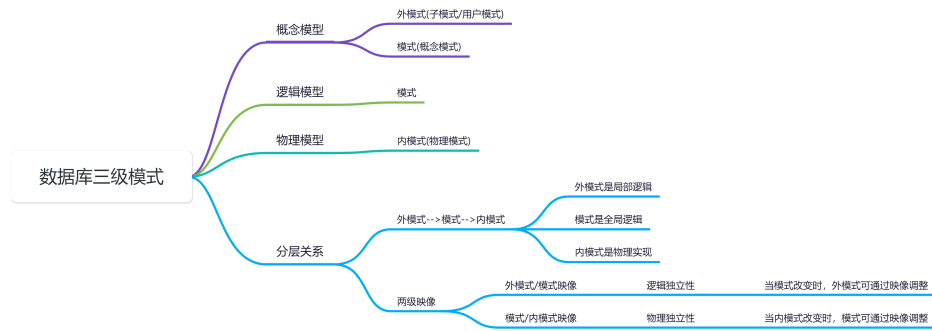 数据库三级模式
概念模型
外模式(子模式/用户模式)
模式(概念模式)
逻辑模型
模式
物理模型
内模式(物理模式)
分层关系
外模式-->模式-->内模式
外模式是局部逻辑
模式是全局逻辑
内模式是物理实现
两级映像
外模式/模式映像
逻辑独立性
当模式改变时，外模式可通过映像调整
模式/内模式映像
物理独立性
当内模式改变时，模式可通过映像调整